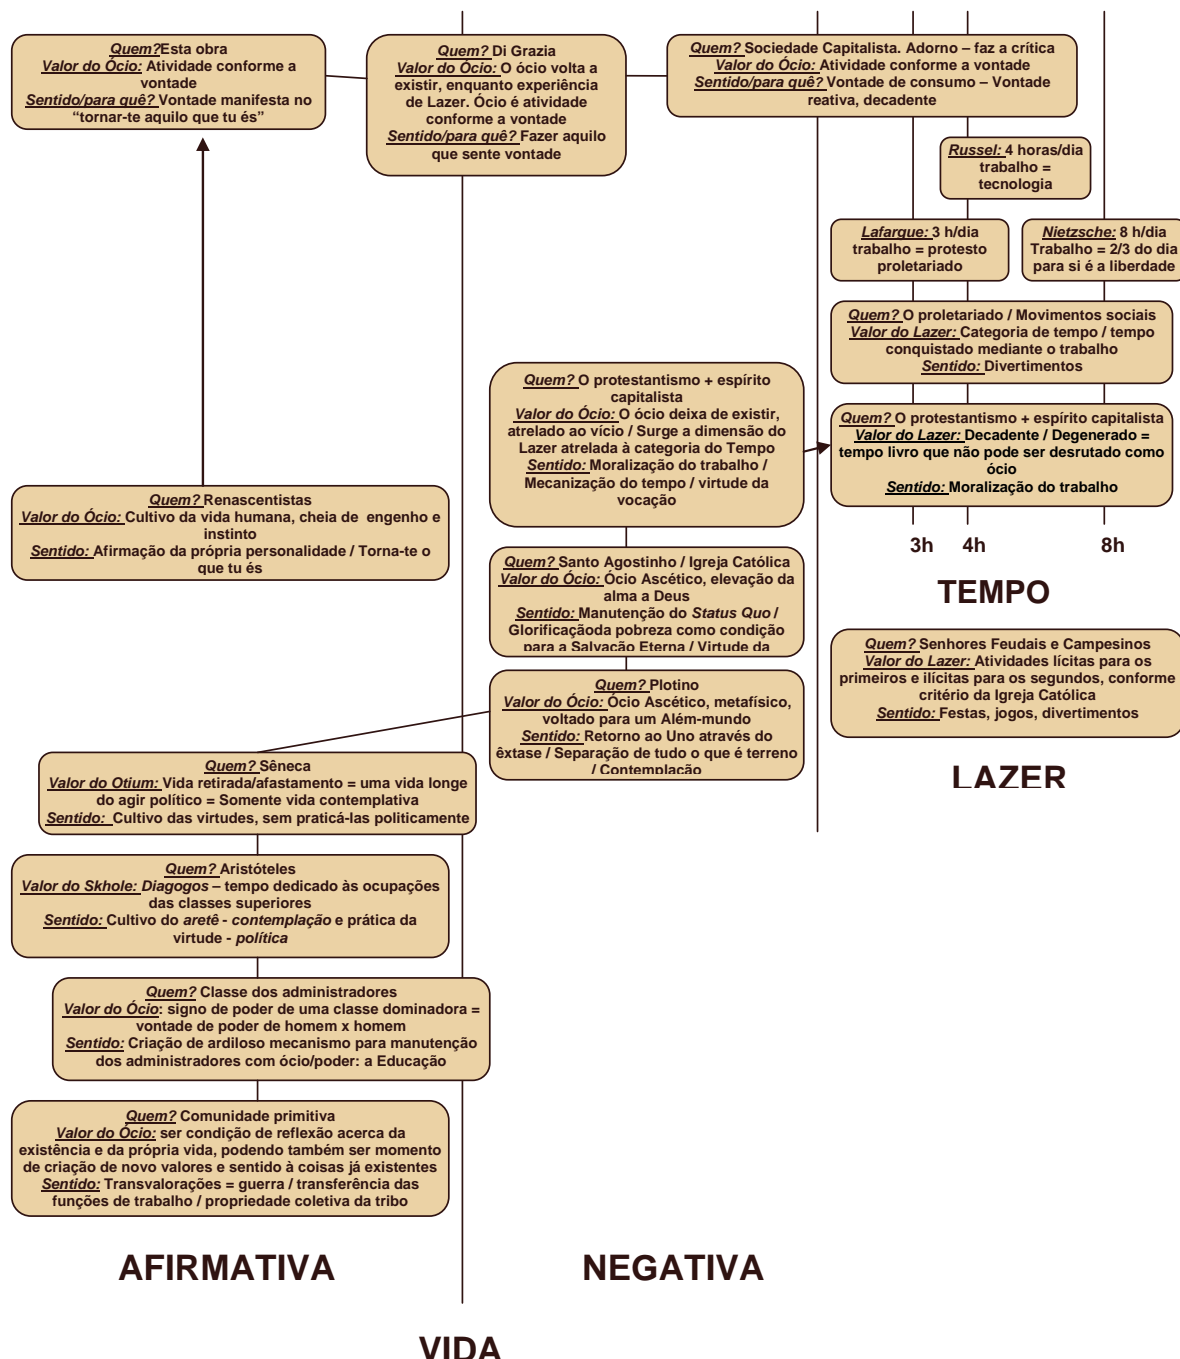 Quem?Esta obra
Valor do Ócio: Atividade conforme a
vontade
Sentido/para quê? Vontade manifesta no
“tornar-te aquilo que tu és”
Quem? Di Grazia
Valor do Ócio: O ócio volta a
existir, enquanto experiência
de Lazer. Ócio é atividade
conforme a vontade
Sentido/para quê? Fazer aquilo
que sente vontade
Quem? Sociedade Capitalista. Adorno – faz a crítica
Valor do Ócio: Atividade conforme a vontade
Sentido/para quê? Vontade de consumo – Vontade
reativa, decadente
Russel: 4 horas/dia
trabalho =
tecnologia
Lafargue: 3 h/dia
trabalho = protesto
proletariado
Nietzsche: 8 h/dia
Trabalho = 2/3 do dia
para si é a liberdade
Quem? O proletariado / Movimentos sociais
Valor do Lazer: Categoria de tempo / tempo
conquistado mediante o trabalho
Sentido: Divertimentos
Quem? O protestantismo + espírito
capitalista
Valor do Ócio: O ócio deixa de existir,
atrelado ao vício / Surge a dimensão do
Lazer atrelada à categoria do Tempo
Sentido: Moralização do trabalho /
Mecanização do tempo / virtude da
vocação
Quem? O protestantismo + espírito capitalista
Valor do Lazer: Decadente / Degenerado =
tempo livro que não pode ser desrutado como
ócio
Sentido: Moralização do trabalho
Quem? Renascentistas
Valor do Ócio: Cultivo da vida humana, cheia de engenho e
instinto
Sentido: Afirmação da própria personalidade / Torna-te o
que tu és
3h 4h 8h
TEMPO
Quem? Santo Agostinho / Igreja Católica
Valor do Ócio: Ócio Ascético, elevação da
alma a Deus
Sentido: Manutenção do Status Quo /
Glorificaçãoda pobreza como condição
para a Salvação Eterna / Virtude da
Quem? Senhores Feudais e Campesinos
Valor do Lazer: Atividades lícitas para os
primeiros e ilícitas para os segundos, conforme
critério da Igreja Católica
Sentido: Festas, jogos, divertimentos
Quem? Plotino
Valor do Ócio: Ócio Ascético, metafísico,
voltado para um Além-mundo
Sentido: Retorno ao Uno através do
êxtase / Separação de tudo o que é terreno
/ Contemplação
LAZER
Quem? Sêneca
Valor do Otium: Vida retirada/afastamento = uma vida longe
do agir político = Somente vida contemplativa
Sentido: Cultivo das virtudes, sem praticá-las politicamente
Quem? Aristóteles
Valor do Skhole: Diagogos – tempo dedicado às ocupações
das classes superiores
Sentido: Cultivo do aretê - contemplação e prática da
virtude - política
Quem? Classe dos administradores
Valor do Ócio: signo de poder de uma classe dominadora =
vontade de poder de homem x homem
Sentido: Criação de ardiloso mecanismo para manutenção
dos administradores com ócio/poder: a Educação
Quem? Comunidade primitiva
Valor do Ócio: ser condição de reflexão acerca da
existência e da própria vida, podendo também ser momento
de criação de novo valores e sentido à coisas já existentes
Sentido: Transvalorações = guerra / transferência das
funções de trabalho / propriedade coletiva da tribo
AFIRMATIVA NEGATIVA
VIDA